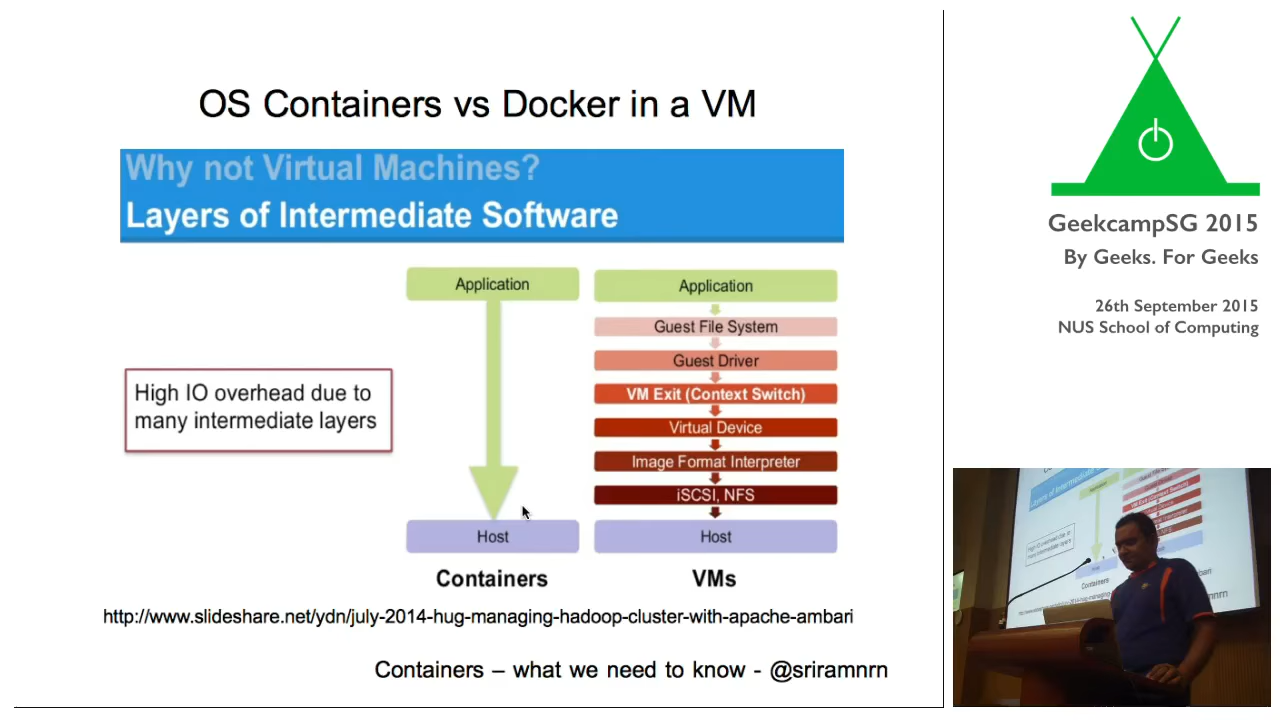 OS Containers vs Docker in a VM
Why not Virtual Machines?
Layers of Intermediate Software
High IO overhead due to
many intermediate layers
Application
Host
Containers
Application
Guest File System
Guest Driver
VM Exit (Context Switch)
Virtual Device
Image Format Interpreter
iSCSI, NFS
Host
VMs
http://www.slideshare.net/ydn/july-2014-hug-managing-hadoop-cluster-with-apache-ambari
Containers – what we need to know - @sriramnrn
GeekcampSG 2015
By Geeks. For Geeks
26th September 2015
NUS School of Computing